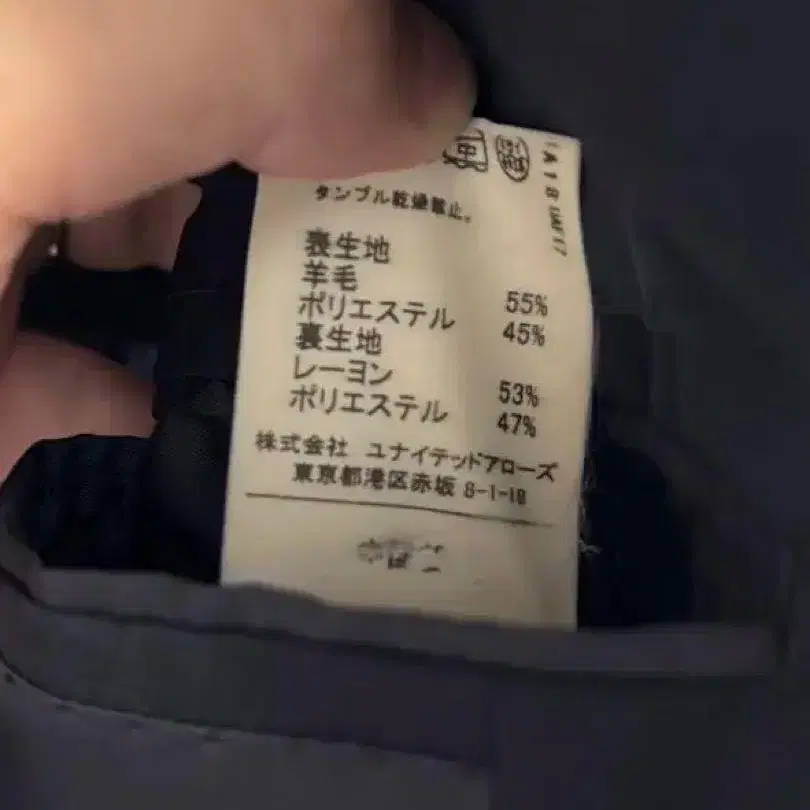 タンブル乾燥禁止。
表生地
羊毛 55%
ポリエステル 45%
裏生地
レーヨン 53%
ポリエステル 47%
株式会社 ユナイテッドアローズ
東京都港区赤坂 8-1-19